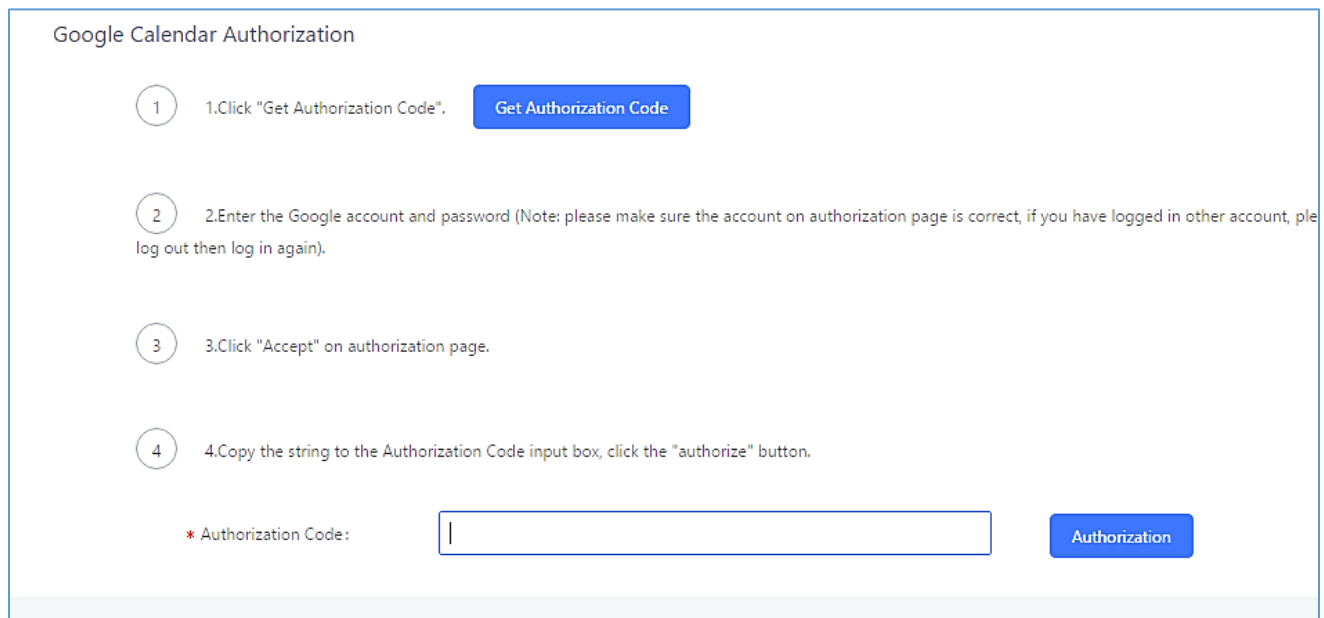 Google Calendar Authorization
1 1.Click "Get Authorization Code". Get Authorization Code
2 2.Enter the Google account and password (Note: please make sure the account on authorization page is correct, if you have logged in other account, ple
log out then log in again).
3 3.Click "Accept" on authorization page.
4 4.Copy the string to the Authorization Code input box, click the "authorize" button.
* Authorization Code: Authorization